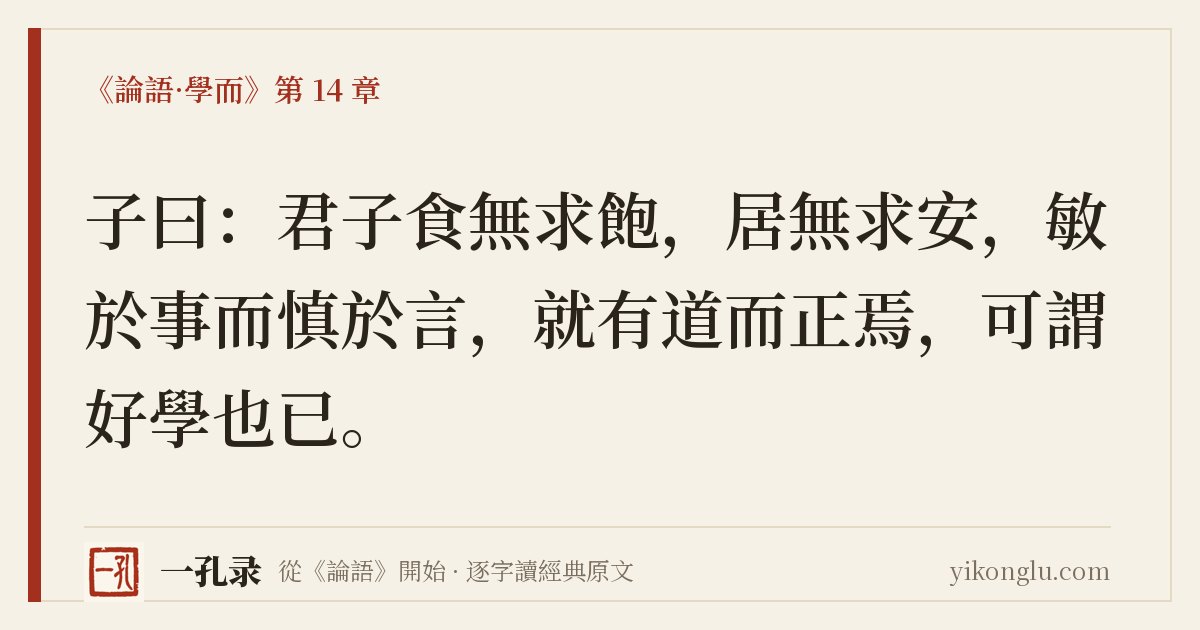 《論語·學而》第 14 章
子曰：君子食無求飽，居無求安，敏
於事而慎於言，就有道而正焉，可謂
好學也已。
一孔
一孔录 從《論語》開始 · 逐字讀經典原文 yikonglu.com